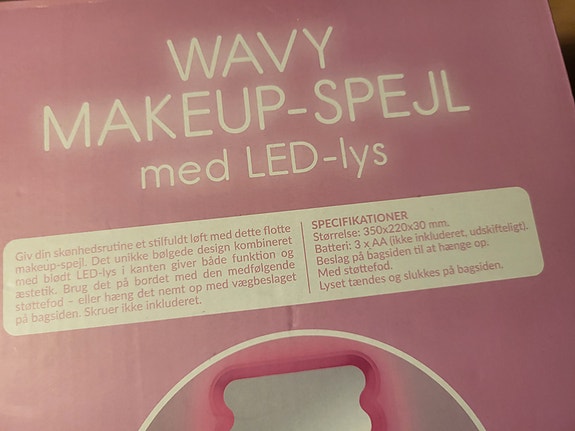 WAVY
MAKEUP-SPEJL
med LED-lys
Giv din skønhedsrutine et stilfuldt løft med dette flotte
makeup-spejl. Det unikke bølgede design kombineret
med blødt LED-lys i kanten giver både funktion og
æstetik. Brug det på bordet med den medfølgende
støttefod – eller hæng det nemt op med vægbeslaget
på bagsiden. Skruer ikke inkluderet.
SPECIFIKATIONER
Størrelse: 350x220x30 mm.
Batteri: 3 x AA (ikke inkluderet, udskifteligt).
Beslag på bagsiden til at hænge op.
Med støttefod.
Lyset tændes og slukkes på bagsiden.